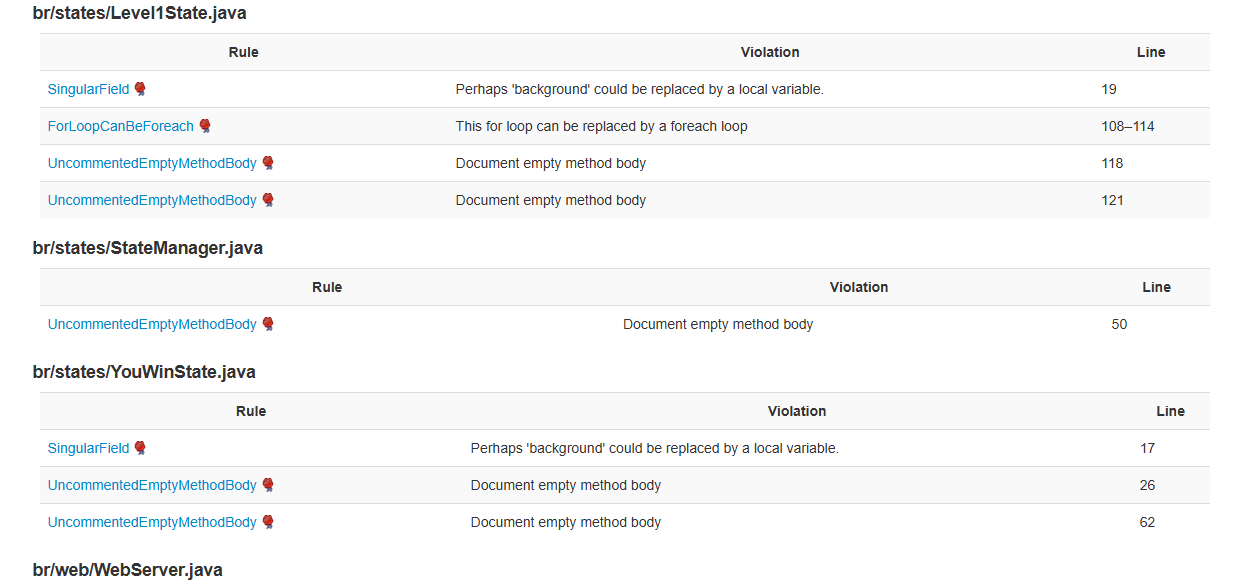 br/states/Level1State.java
Rule Violation Line
SingularField Perhaps 'background' could be replaced by a local variable. 19
ForLoopCanBeForeach This for loop can be replaced by a foreach loop 108–114
UncommentedEmptyMethodBody Document empty method body 118
UncommentedEmptyMethodBody Document empty method body 121
br/states/StateManager.java
Rule Violation Line
UncommentedEmptyMethodBody Document empty method body 50
br/states/YouWinState.java
Rule Violation Line
SingularField Perhaps 'background' could be replaced by a local variable. 17
UncommentedEmptyMethodBody Document empty method body 26
UncommentedEmptyMethodBody Document empty method body 62
br/web/WebServer.java